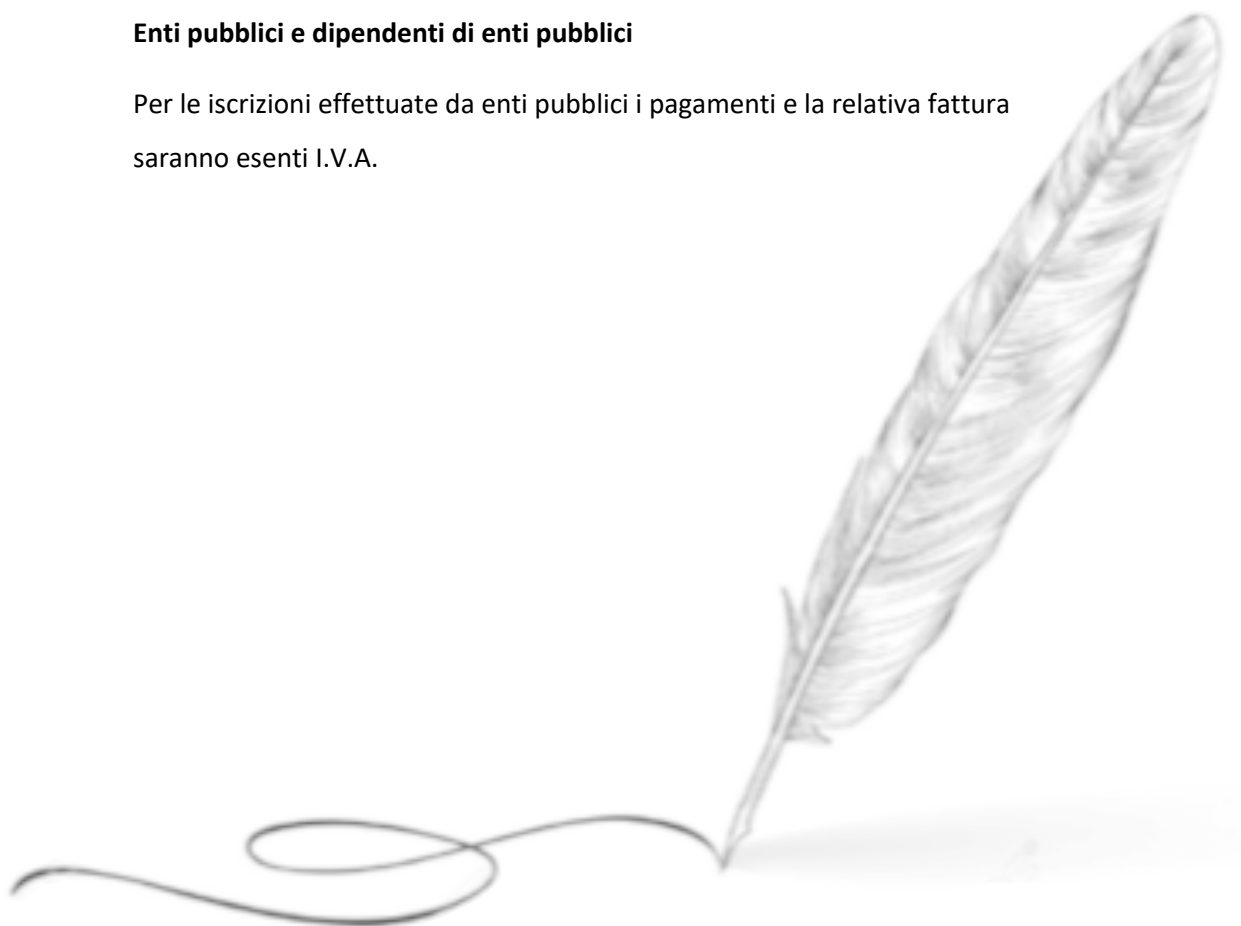 Enti pubblici e dipendenti di enti pubblici
Per le iscrizioni effettuate da enti pubblici i pagamenti e la relativa fattura
saranno esenti I.V.A.